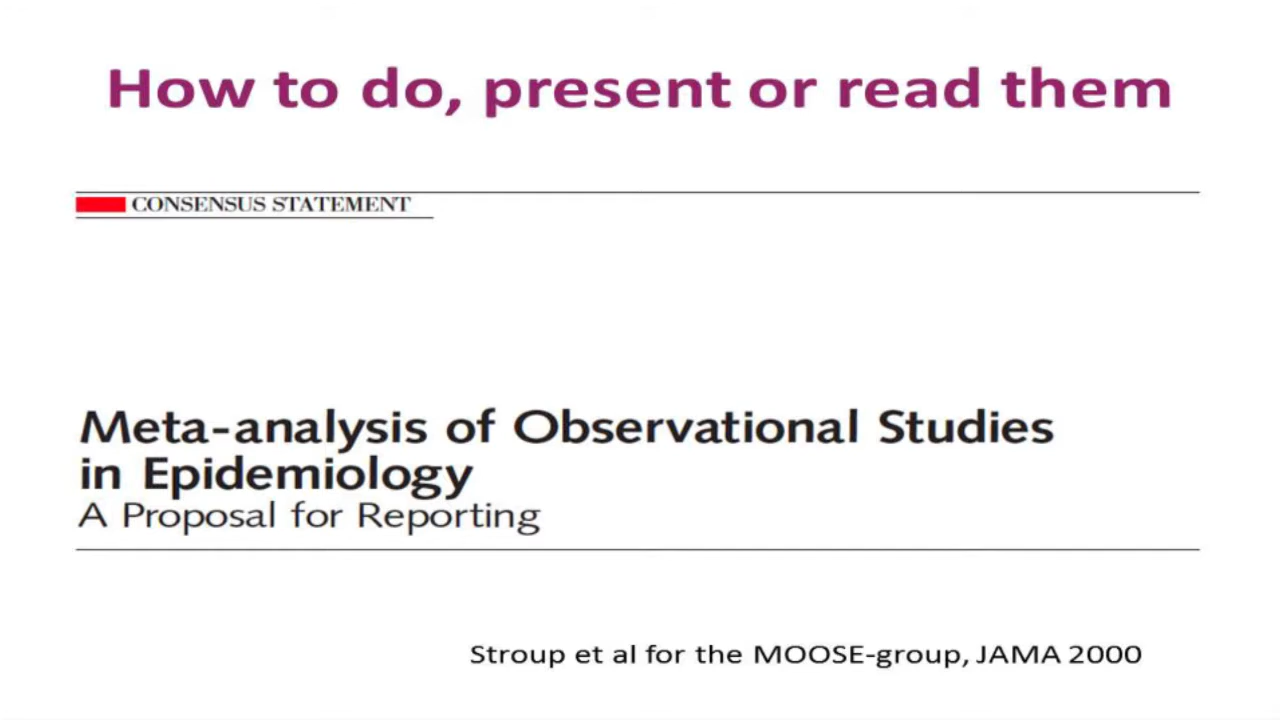 How to do, present or read them
CONSENSUS STATEMENT
Meta-analysis of Observational Studies
in Epidemiology
A Proposal for Reporting
Stroup et al for the MOOSE-group, JAMA 2000